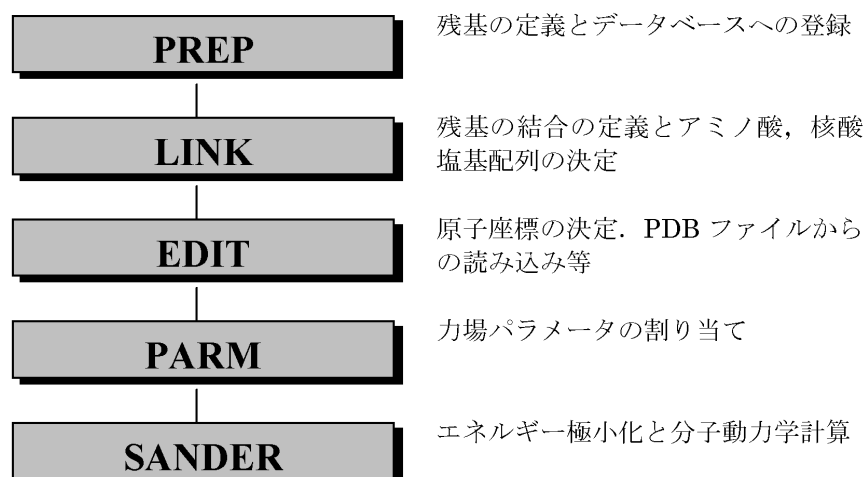 PREP
残基の定義とデータベースへの登録
LINK
残基の結合の定義とアミノ酸，核酸
塩基配列の決定
EDIT
原子座標の決定．PDB ファイルから
の読み込み等
PARM
力場パラメータの割り当て
SANDER
エネルギー極小化と分子動力学計算